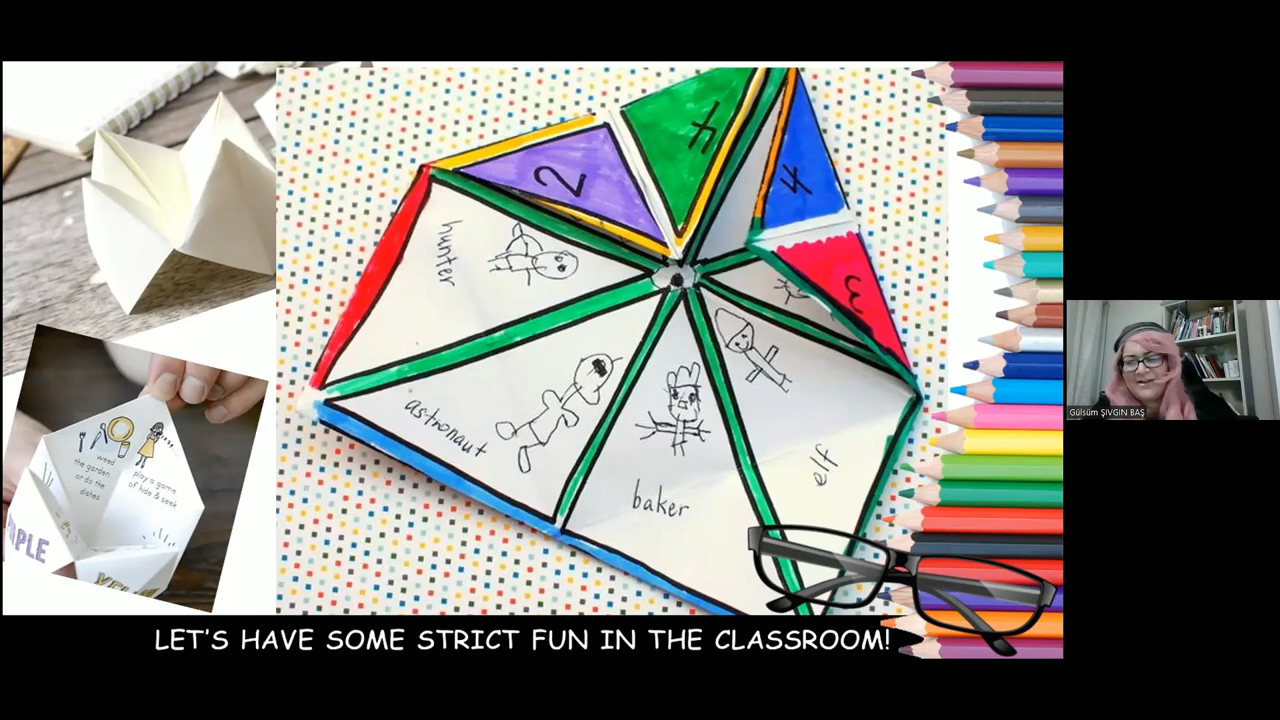 hunter
2
4
4
3
astronaut
baker
elf
weed
the garden
or do the
dishes
play a game
of hide & seek
LET'S HAVE SOME STRICT FUN IN THE CLASSROOM!
Gülsüm ŞIVGIN BAŞ